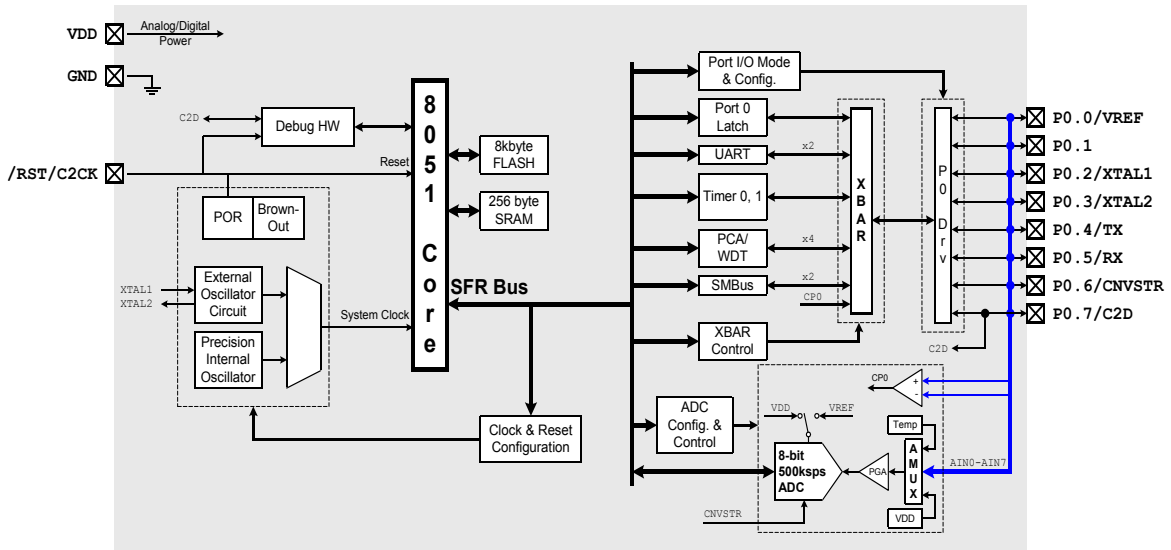 VDD
Analog/Digital
Power
GND
C2D
Debug HW
/RST/C2CK
Reset
POR
Brown-
Out
XTAL1
XTAL2
External
Oscillator
Circuit
Precision
Internal
Oscillator
System Clock
8
0
5
1
C
o
r
e
8kbyte
FLASH
256 byte
SRAM
SFR Bus
Clock & Reset
Configuration
Port I/O Mode
& Config.
Port 0
Latch
UART
x2
Timer 0, 1
PCA/
WDT
x4
SMBus
x2
CP0
XBAR
Control
X
B
A
R
P
0
D
r
v
P0.0/VREF
P0.1
P0.2/XTAL1
P0.3/XTAL2
P0.4/TX
P0.5/RX
P0.6/CNVSTR
P0.7/C2D
C2D
CP0
+
-
ADC
Config. &
Control
VDD
VREF
8-bit
500ksps
ADC
PGA
Temp
A
M
U
X
VDD
AIN0-AIN7
CNVSTR